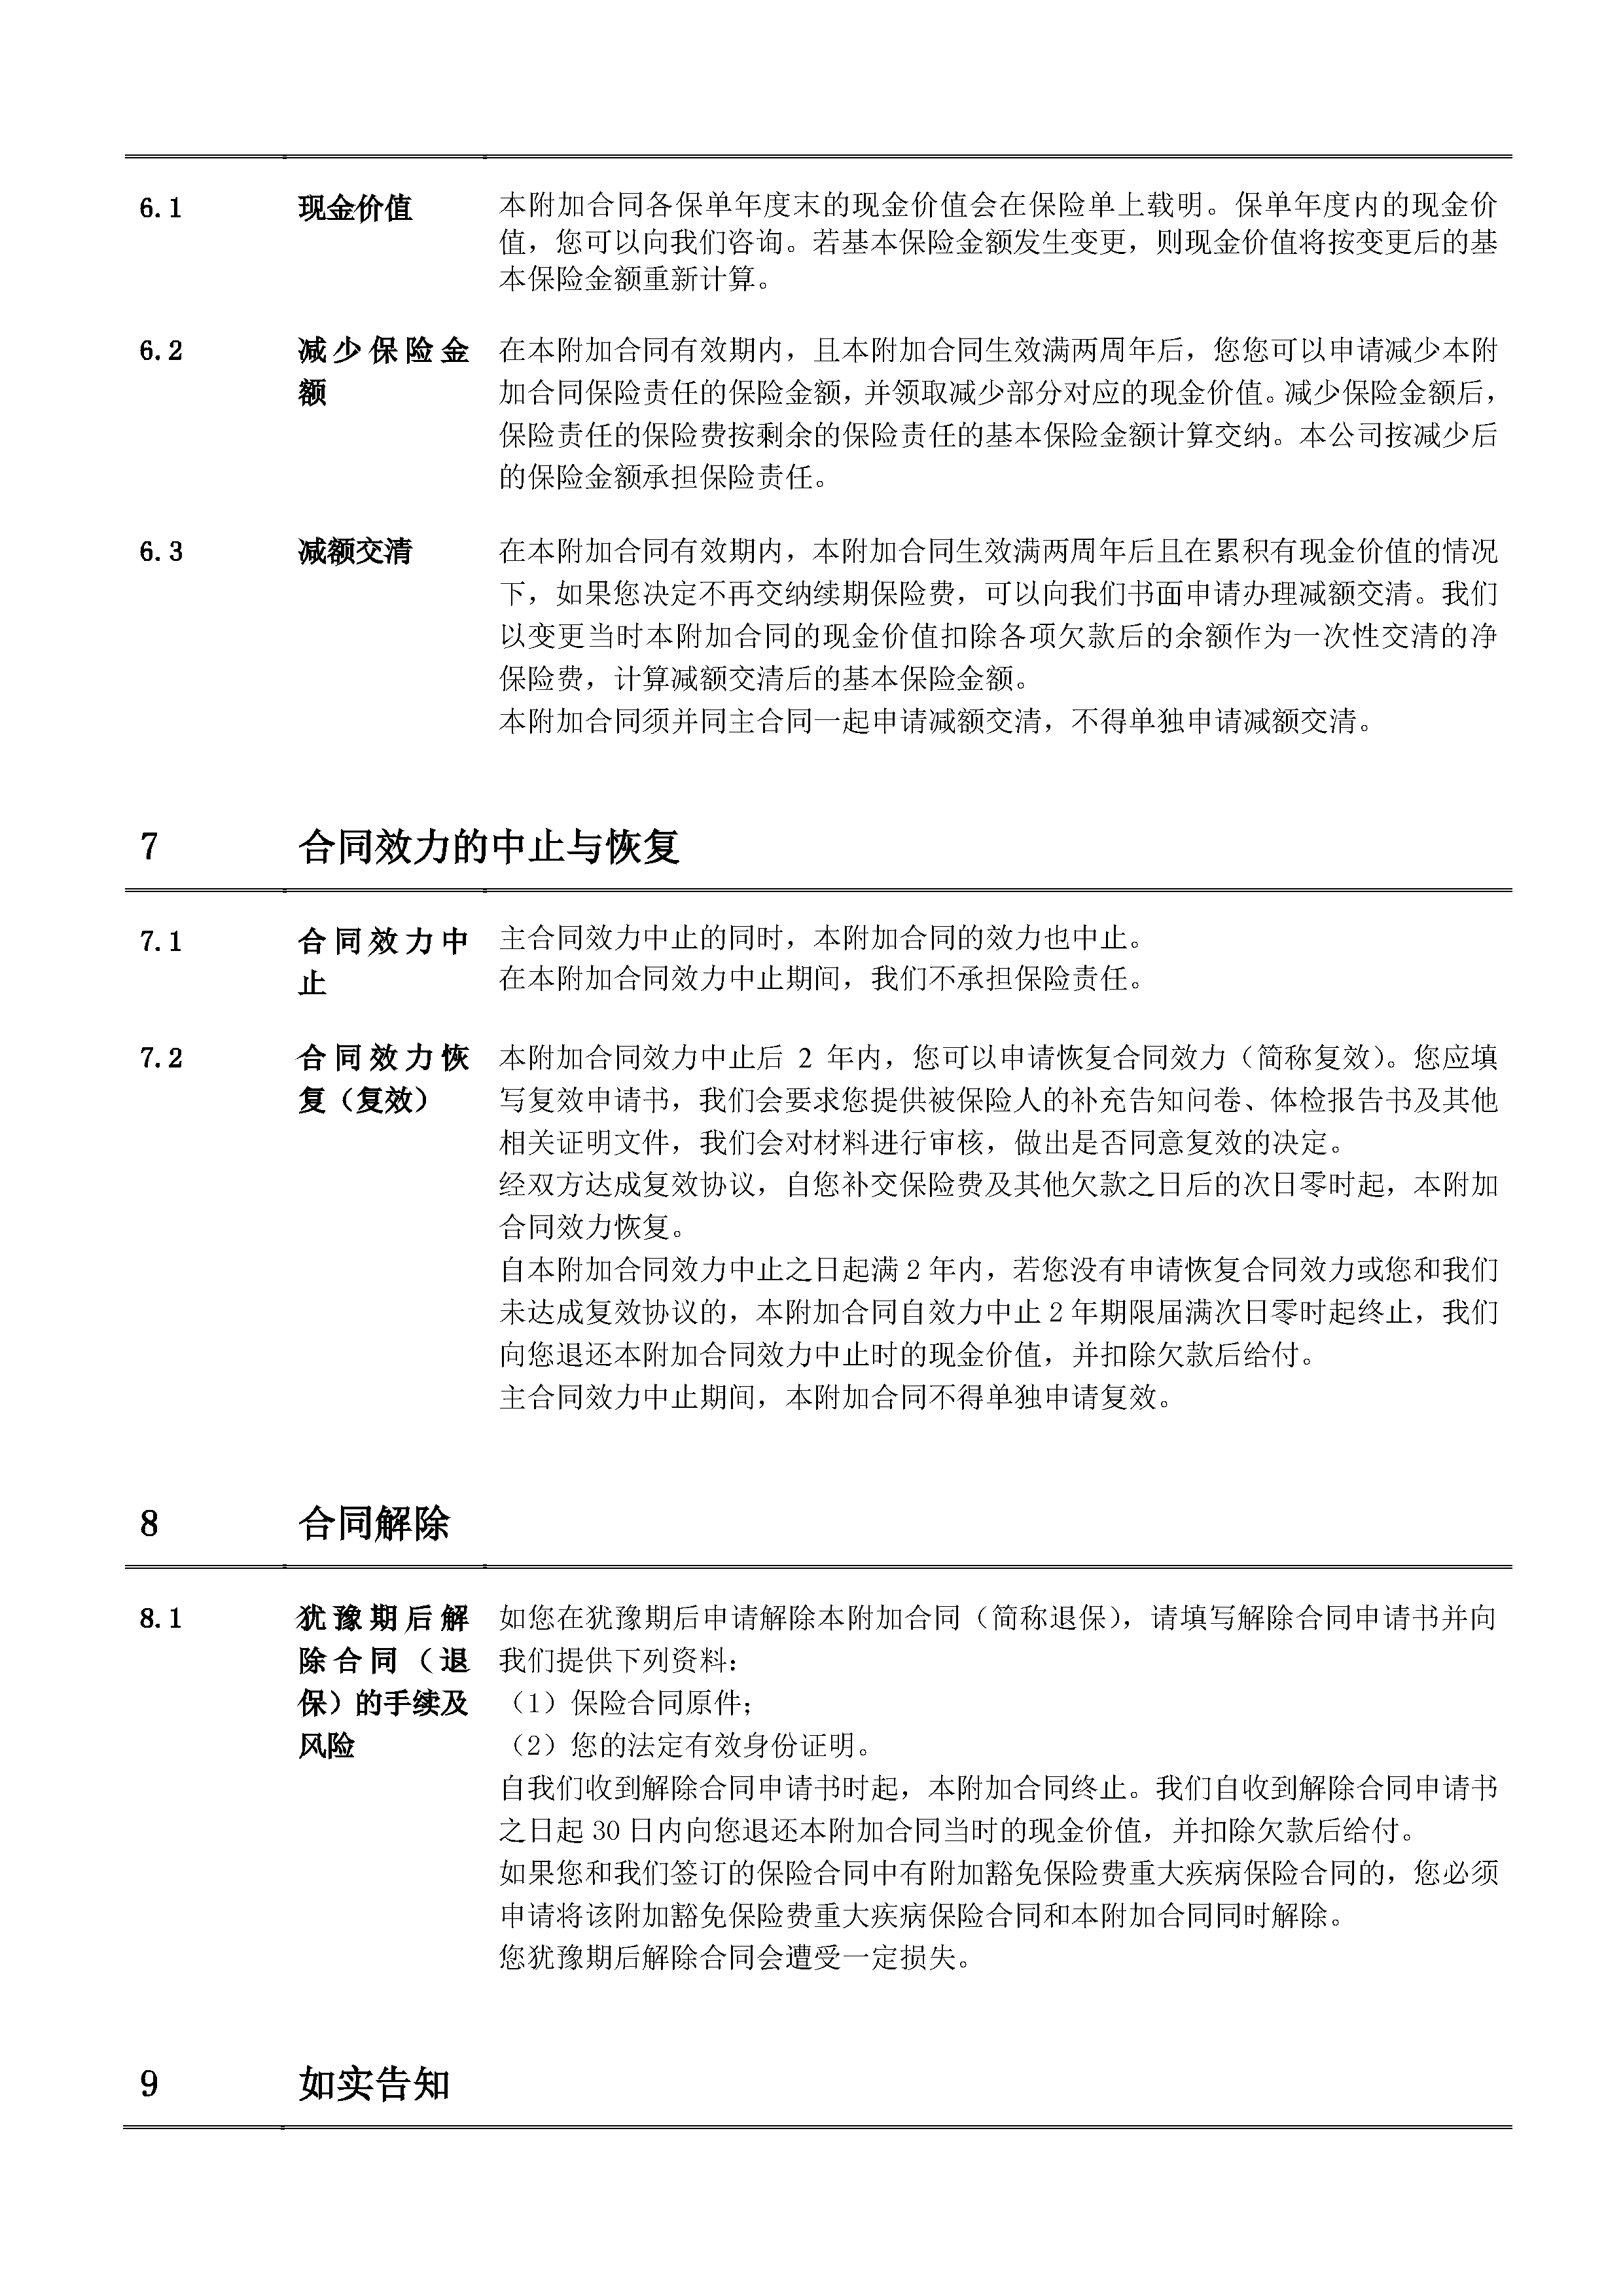 6.1 现金价值 本附加合同各保单年度末的现金价值会在保险单上载明。保单年度内的现金价
值，您可以向我们咨询。若基本保险金额发生变更，则现金价值将按变更后的基
本保险金额重新计算。
6.2 减少保险金 在本附加合同有效期内，且本附加合同生效满两周年后，您您可以申请减少本附
额 加合同保险责任的保险金额，并领取减少部分对应的现金价值。减少保险金额后，
保险责任的保险费按剩余的保险责任的基本保险金额计算交纳。本公司按减少后
的保险金额承担保险责任。
6.3 减额交清 在本附加合同有效期内，本附加合同生效满两周年后且在累积有现金价值的情况
下，如果您决定不再交纳续期保险费，可以向我们书面申请办理减额交清。我们
以变更当时本附加合同的现金价值扣除各项欠款后的余额作为一次性交清的净
保险费，计算减额交清后的基本保险金额。
本附加合同须并同主合同一起申请减额交清，不得单独申请减额交清。
7 合同效力的中止与恢复
7.1 合同效力中 主合同效力中止的同时，本附加合同的效力也中止。
止 在本附加合同效力中止期间，我们不承担保险责任。
7.2 合同效力恢 本附加合同效力中止后 2 年内，您可以申请恢复合同效力（简称复效）。您应填
复（复效） 写复效申请书，我们会要求您提供被保险人的补充告知问卷、体检报告书及其他
相关证明文件，我们会对材料进行审核，做出是否同意复效的决定。
经双方达成复效协议，自您补交保险费及其他欠款之日后的次日零时起，本附加
合同效力恢复。
自本附加合同效力中止之日起满 2 年内，若您没有申请恢复合同效力或您和我们
未达成复效协议的，本附加合同自效力中止 2 年期限届满次日零时起终止，我们
向您退还本附加合同效力中止时的现金价值，并扣除欠款后给付。
主合同效力中止期间，本附加合同不得单独申请复效。
8 合同解除
8.1 犹豫期后解 如您在犹豫期后申请解除本附加合同（简称退保），请填写解除合同申请书并向
除合同（退 我们提供下列资料：
保）的手续及 （1）保险合同原件；
风险 （2）您的法定有效身份证明。
自我们收到解除合同申请书时起，本附加合同终止。我们自收到解除合同申请书
之日起 30 日内向您退还本附加合同当时的现金价值，并扣除欠款后给付。
如果您和我们签订的保险合同中有附加豁免保险费重大疾病保险合同的，您必须
申请将该附加豁免保险费重大疾病保险合同和本附加合同同时解除。
您犹豫期后解除合同会遭受一定损失。
9 如实告知